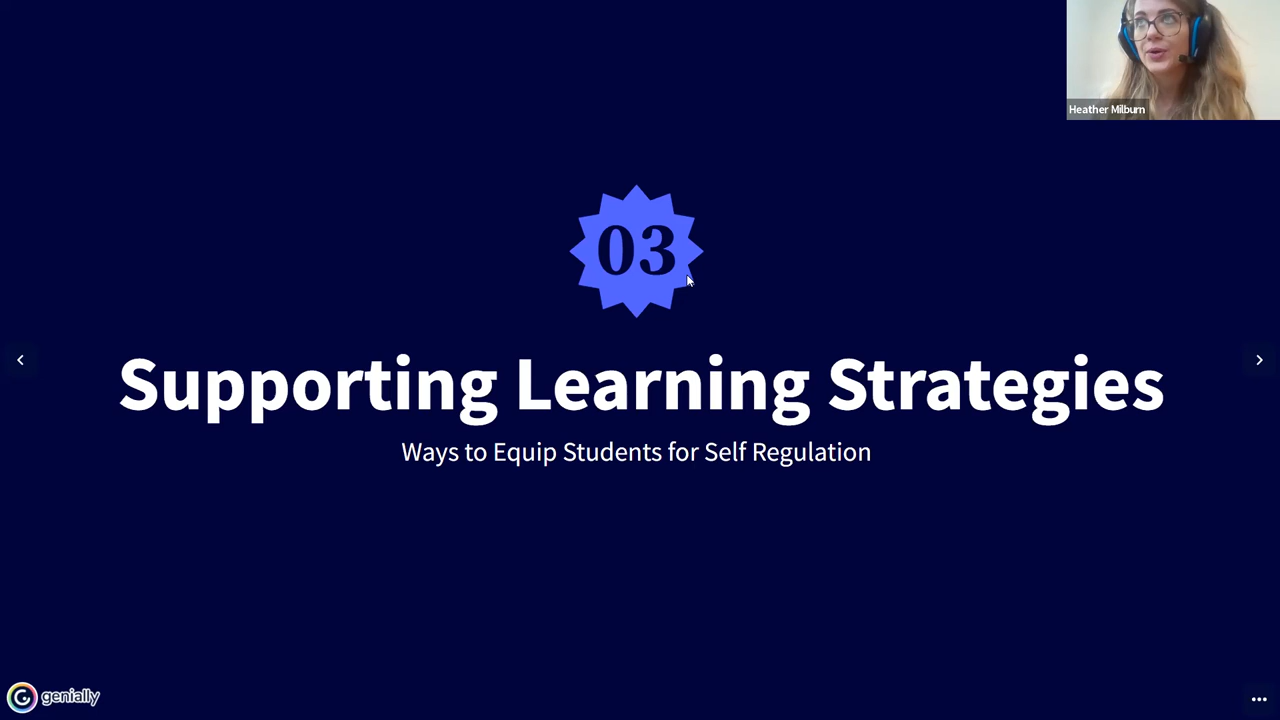 Heather Milburn
03
Supporting Learning Strategies
Ways to Equip Students for Self Regulation
genially